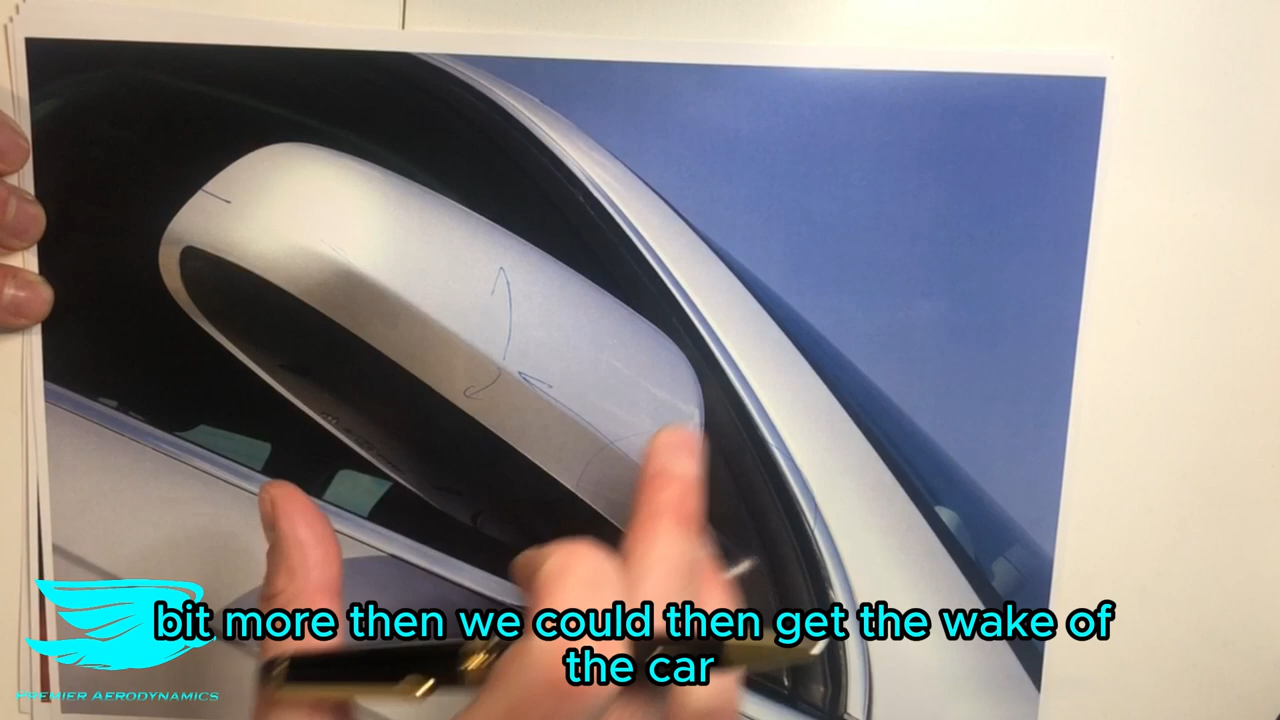 bit more then we could then get the wake of
the car
PREMIER AERODYNAMICS